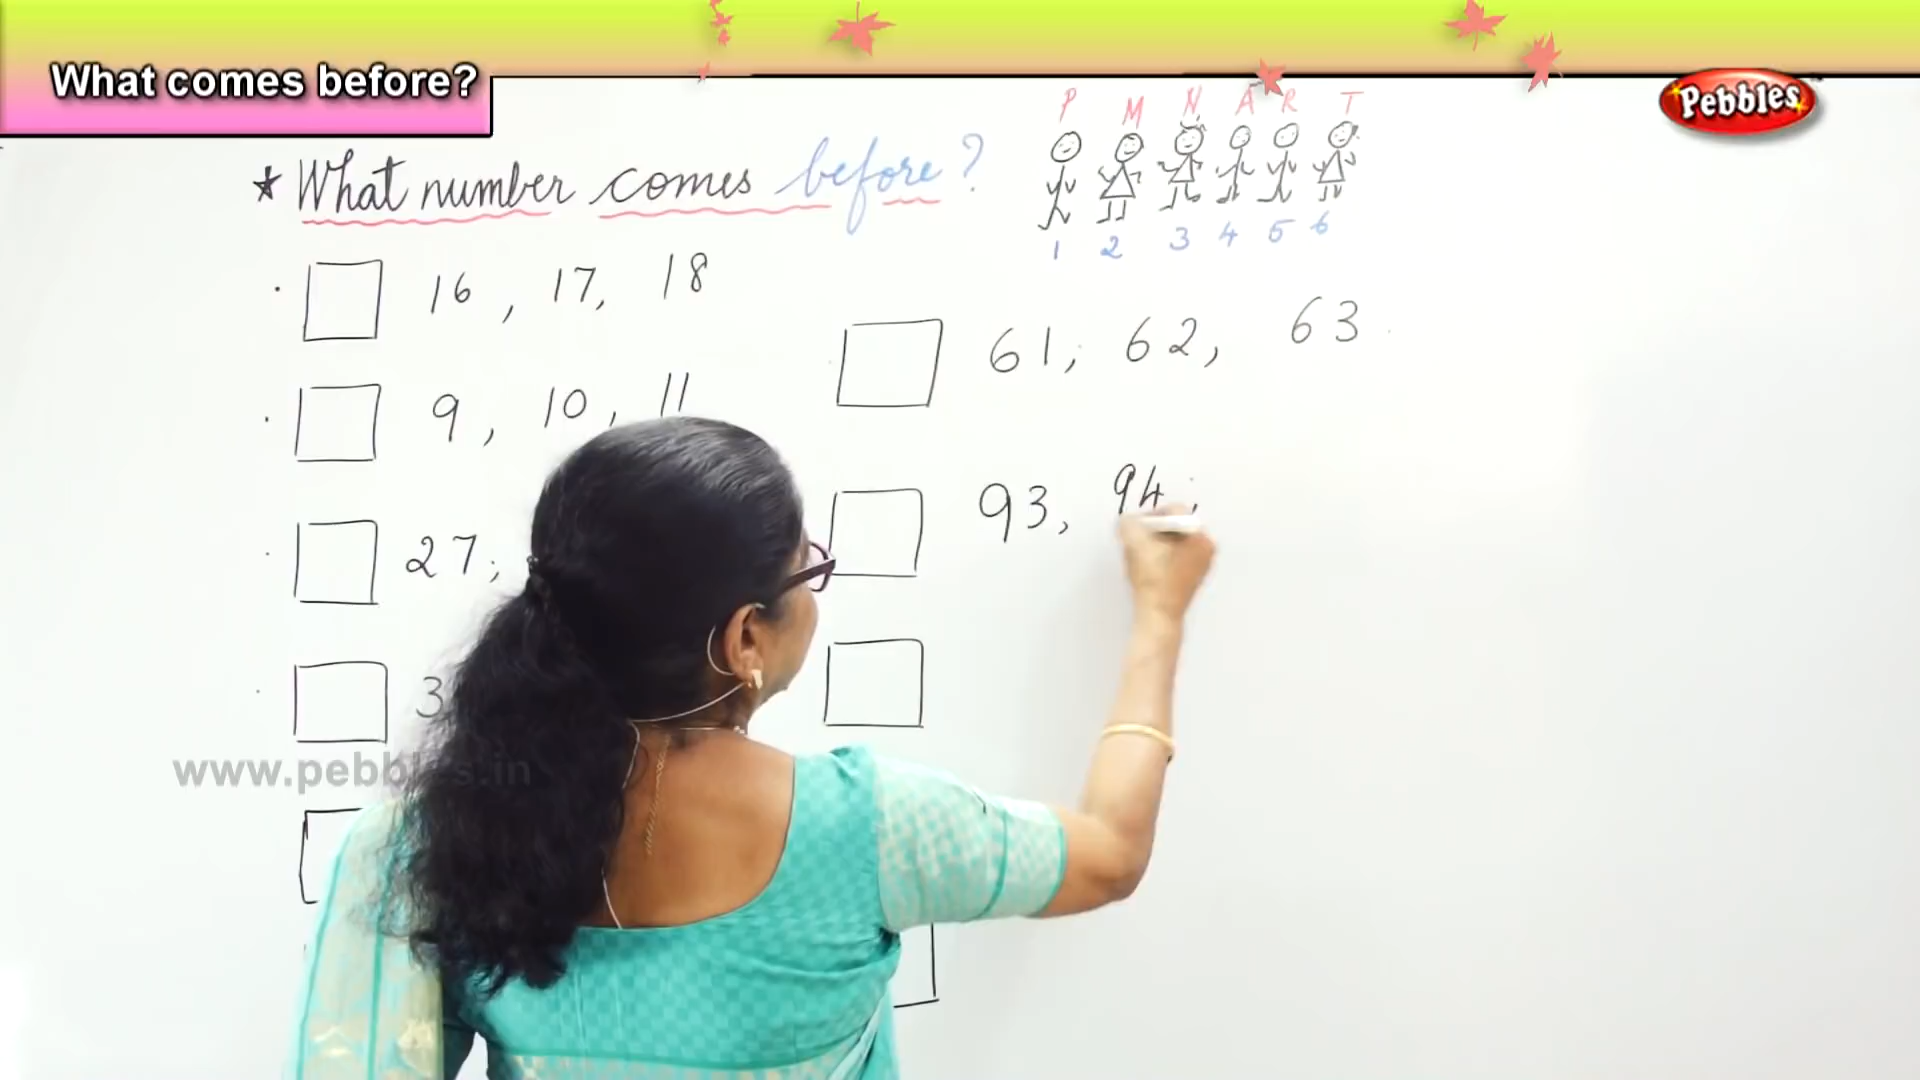 What comes before?
Pebbles
P M N A R T
★ What number comes before?
1 2 3 4 5 6
16, 17, 18
61, 62, 63
9, 10, 11
93, 94,
27,
3
www.pebbles.in